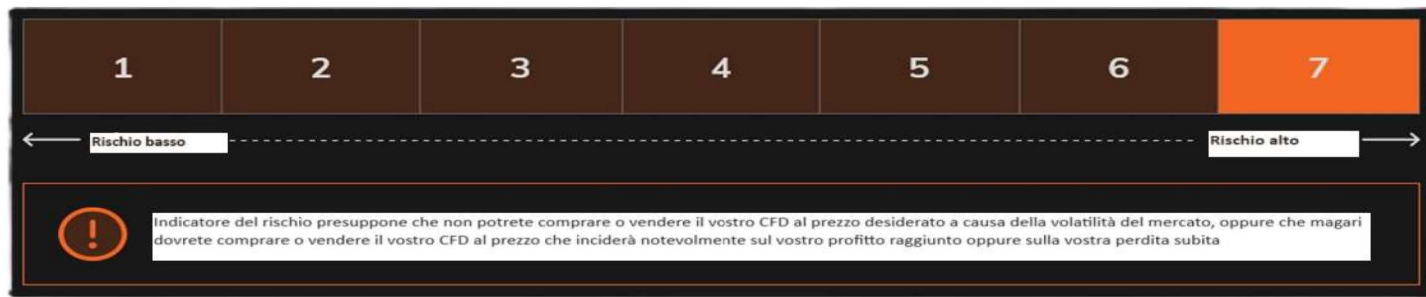 1 2 3 4 5 6 7
Rischio basso Rischio alto
!
Indicatore del rischio presuppone che non potrete comprare o vendere il vostro CFD al prezzo desiderato a causa della volatilità del mercato, oppure che magari
dovrete comprare o vendere il vostro CFD al prezzo che inciderà notevolmente sul vostro profitto raggiunto oppure sulla vostra perdita subita